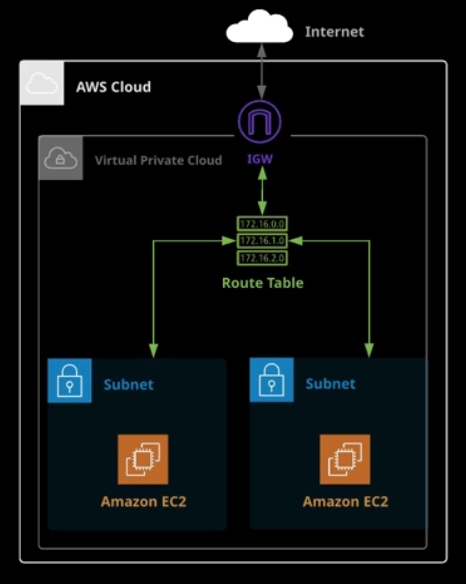 Internet
AWS Cloud
Virtual Private Cloud
IGW
172.16.0.0
172.16.1.0
172.16.2.0
Route Table
Subnet
Subnet
Amazon EC2
Amazon EC2